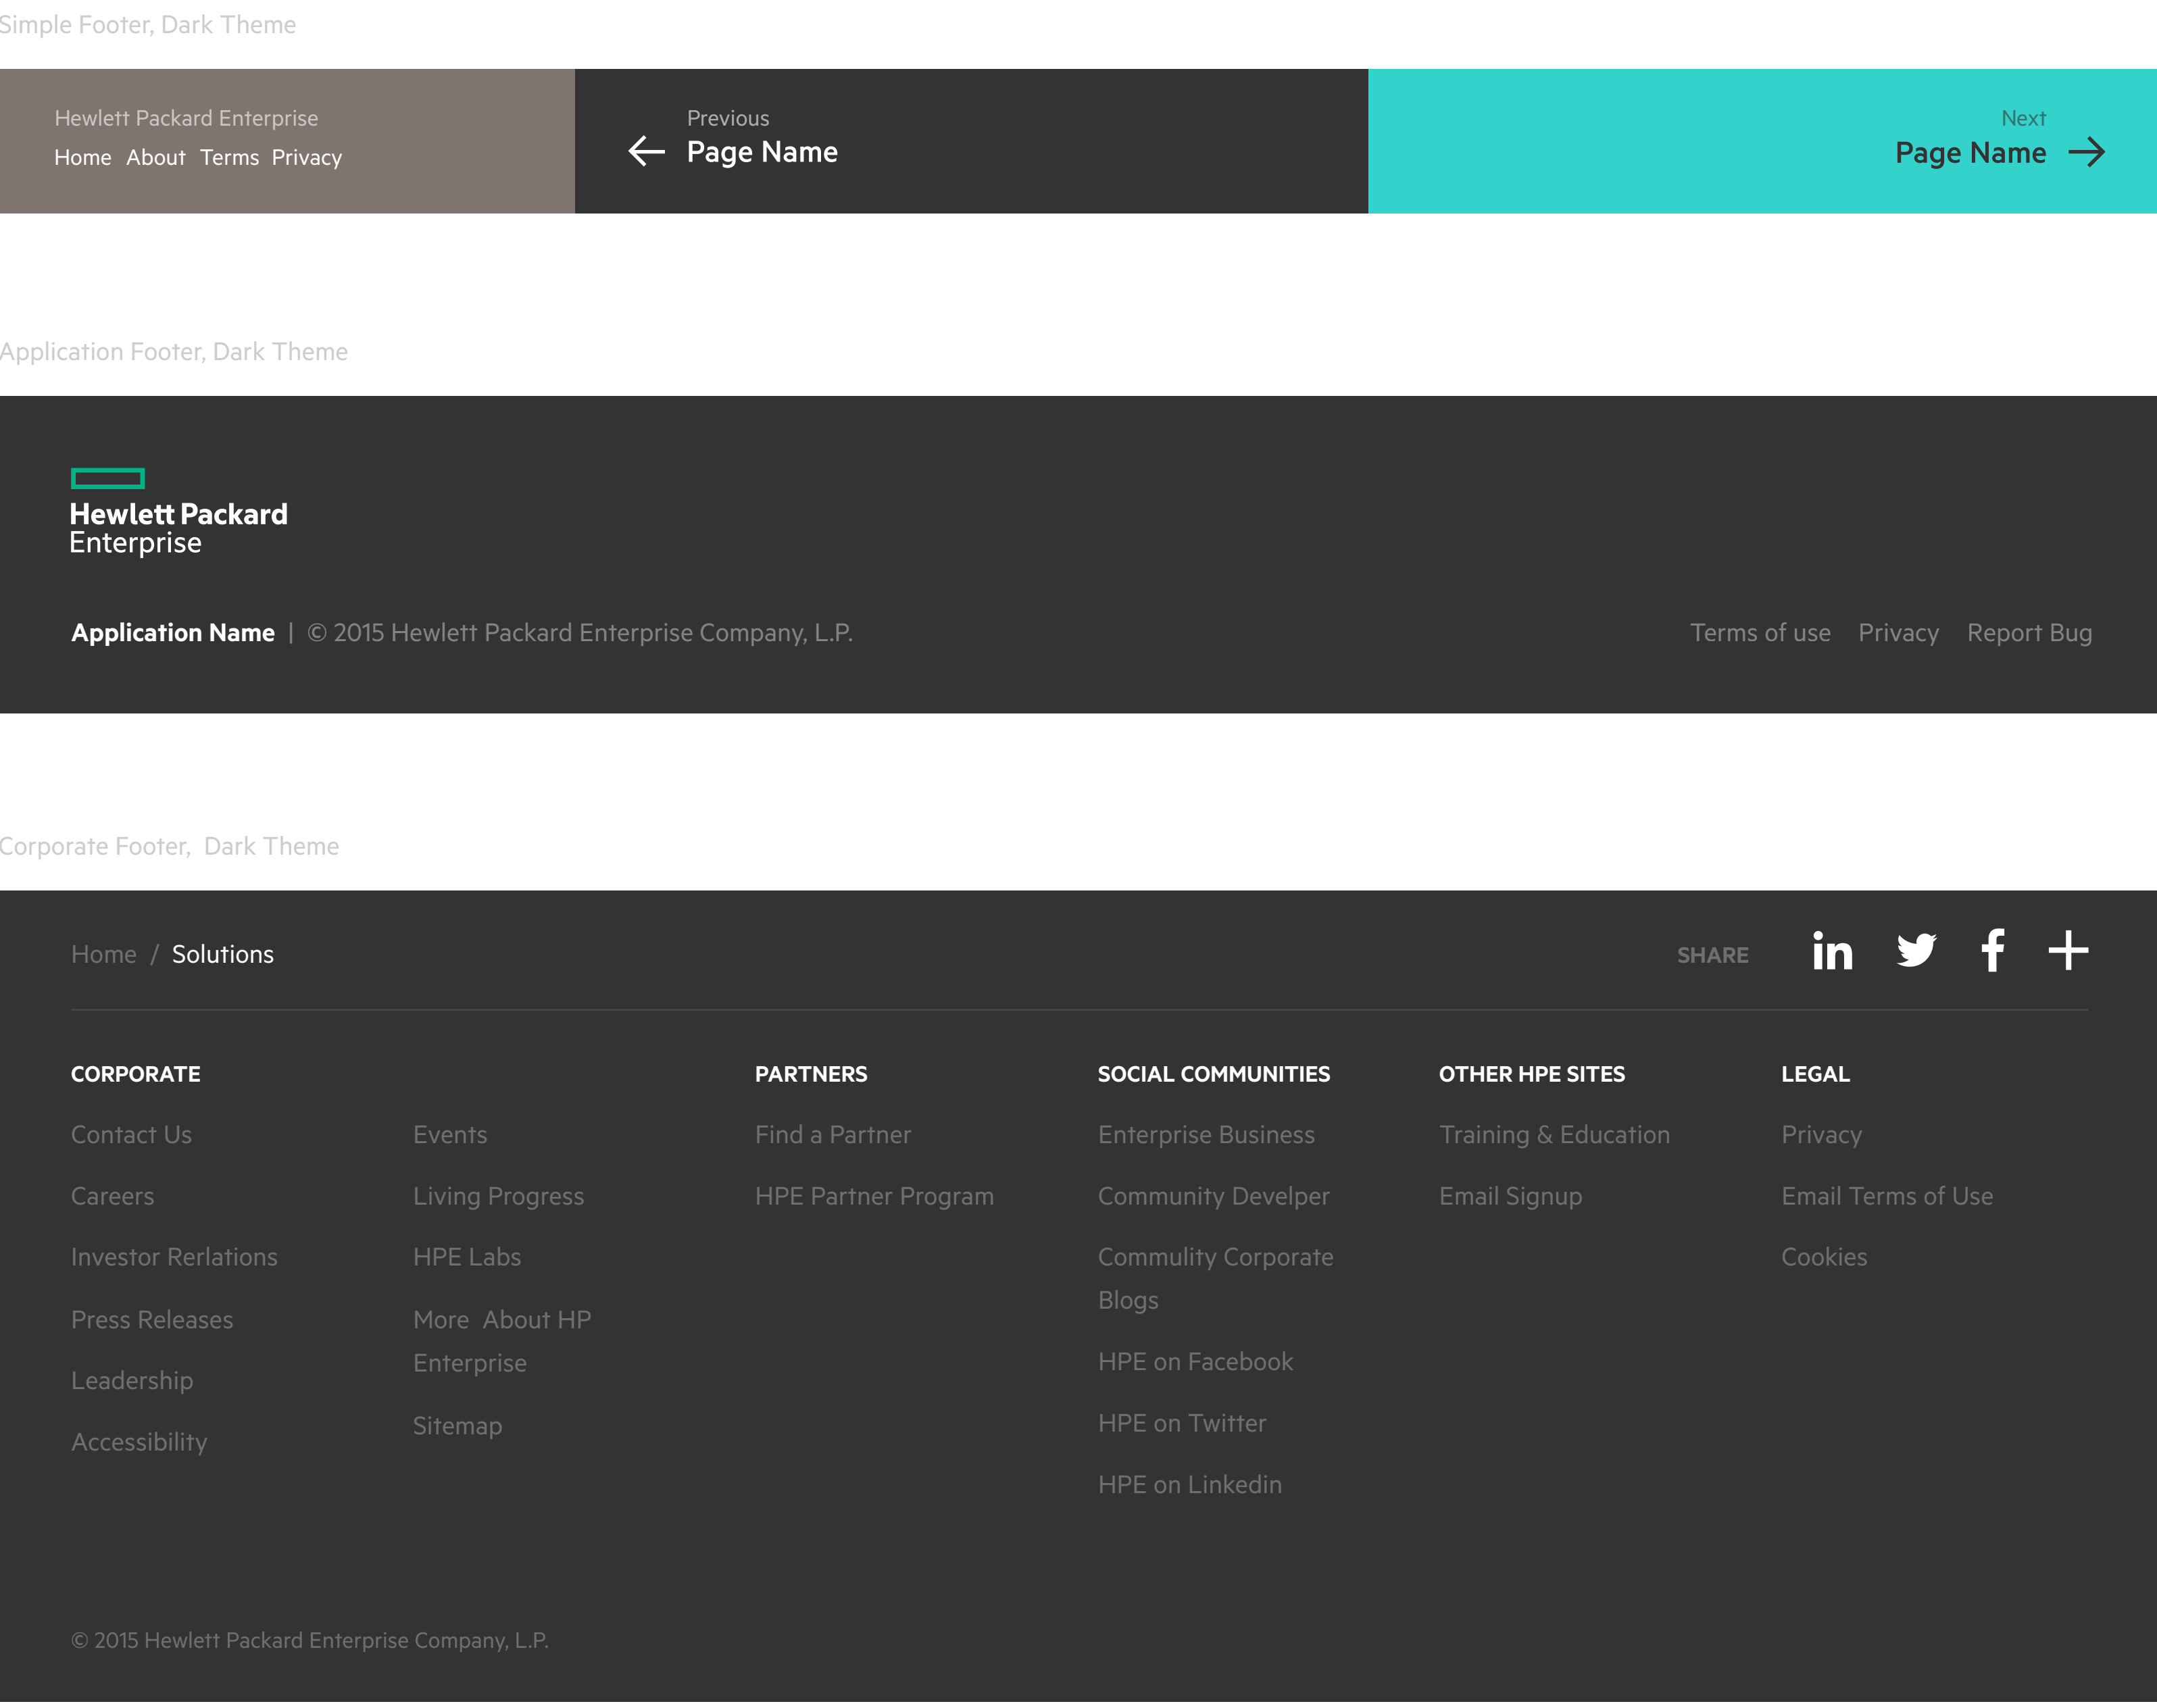 Simple Footer, Dark Theme
Hewlett Packard Enterprise
Home About Terms Privacy
Previous
Page Name
Next
Page Name
Application Footer, Dark Theme
Hewlett Packard
Enterprise
Application Name | © 2015 Hewlett Packard Enterprise Company, L.P.
Terms of use Privacy Report Bug
Corporate Footer, Dark Theme
Home / Solutions
SHARE
CORPORATE
Contact Us
Careers
Investor Rerlations
Press Releases
Leadership
Accessibility
Events
Living Progress
HPE Labs
More About HP
Enterprise
Sitemap
PARTNERS
Find a Partner
HPE Partner Program
SOCIAL COMMUNITIES
Enterprise Business
Community Develper
Commulity Corporate
Blogs
HPE on Facebook
HPE on Twitter
HPE on Linkedin
OTHER HPE SITES
Training & Education
Email Signup
LEGAL
Privacy
Email Terms of Use
Cookies
© 2015 Hewlett Packard Enterprise Company, L.P.